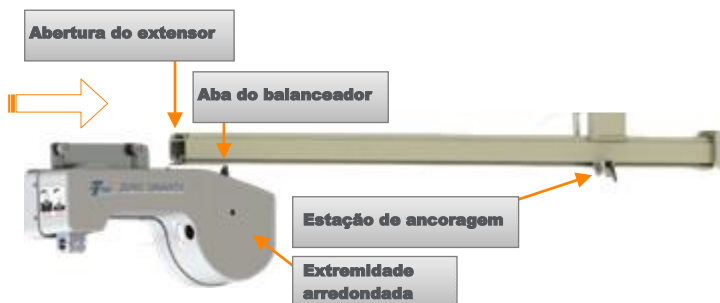 Abertura do extensor
Aba do balanceador
Estação de ancoragem
Extremidade
arredondada